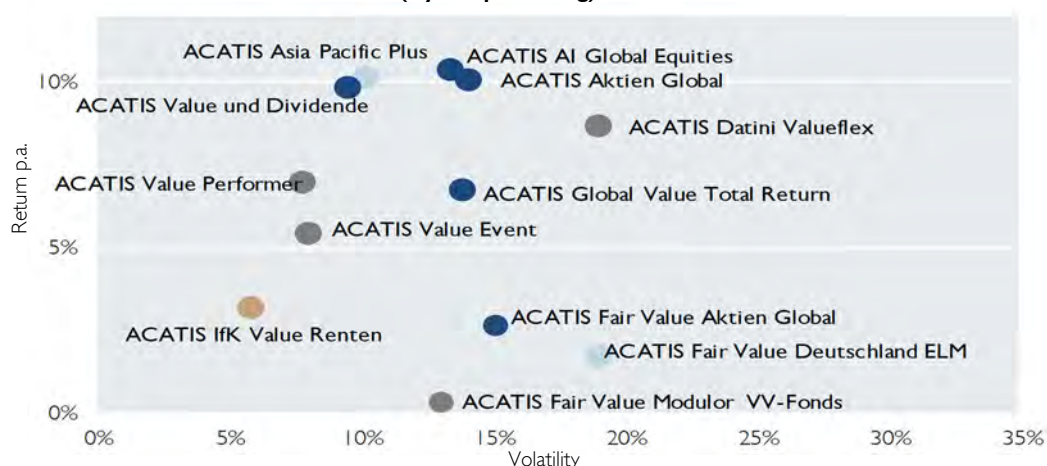 ACATIS Asia Pacific Plus
ACATIS AI Global Equities
10%
ACATIS Aktien Global
ACATIS Value und Dividende
ACATIS Datini Valueflex
Return p.a.
ACATIS Value Performer
ACATIS Global Value Total Return
ACATIS Value Event
5%
ACATIS IfK Value Renten
ACATIS Fair Value Aktien Global
ACATIS Fair Value Deutschland ELM
ACATIS Fair Value Modulor VV-Fonds
0%
0% 5% 10% 15% 20% 25% 30% 35%
Volatility